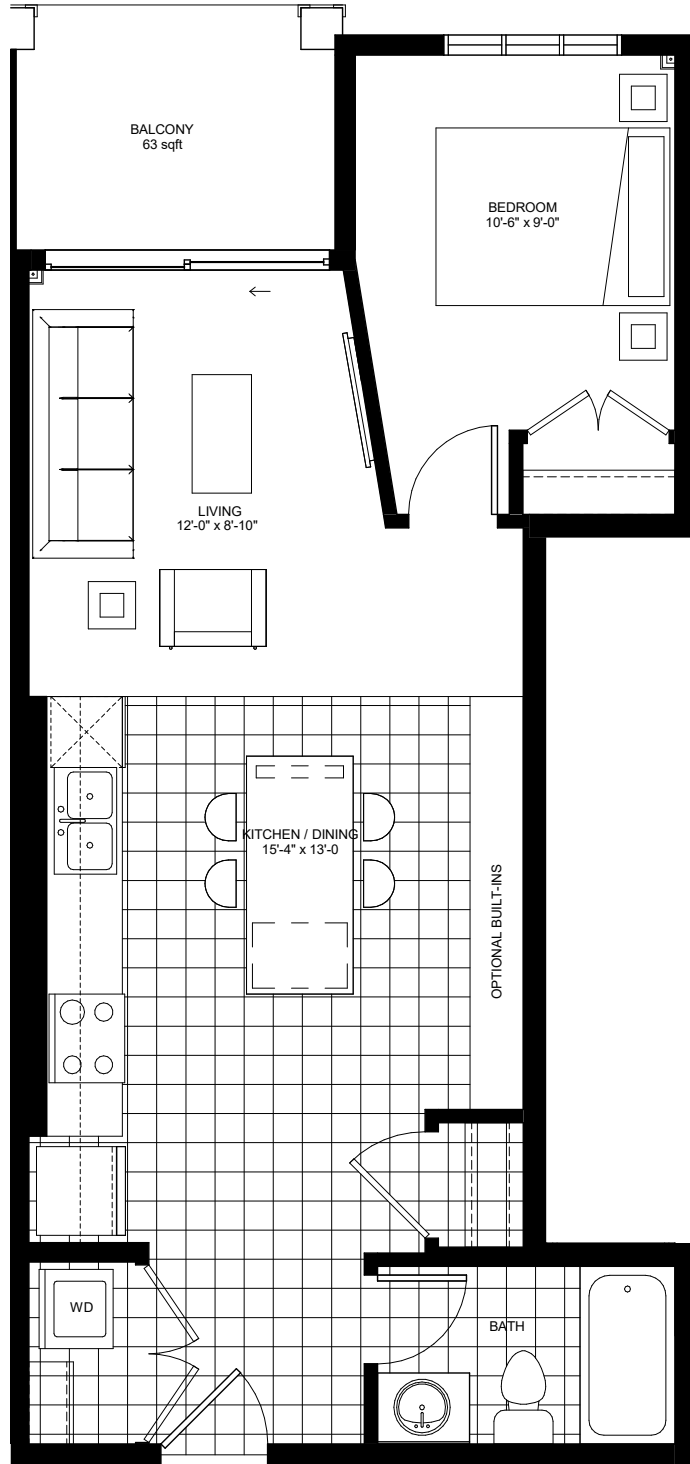 BALCONY
63 sqft
BEDROOM
10'-6" x 9'-0"
LIVING
12'-0" x 8'-10"
KITCHEN / DINING
15'-4" x 13'-0
OPTIONAL BUILT-INS
WD
BATH